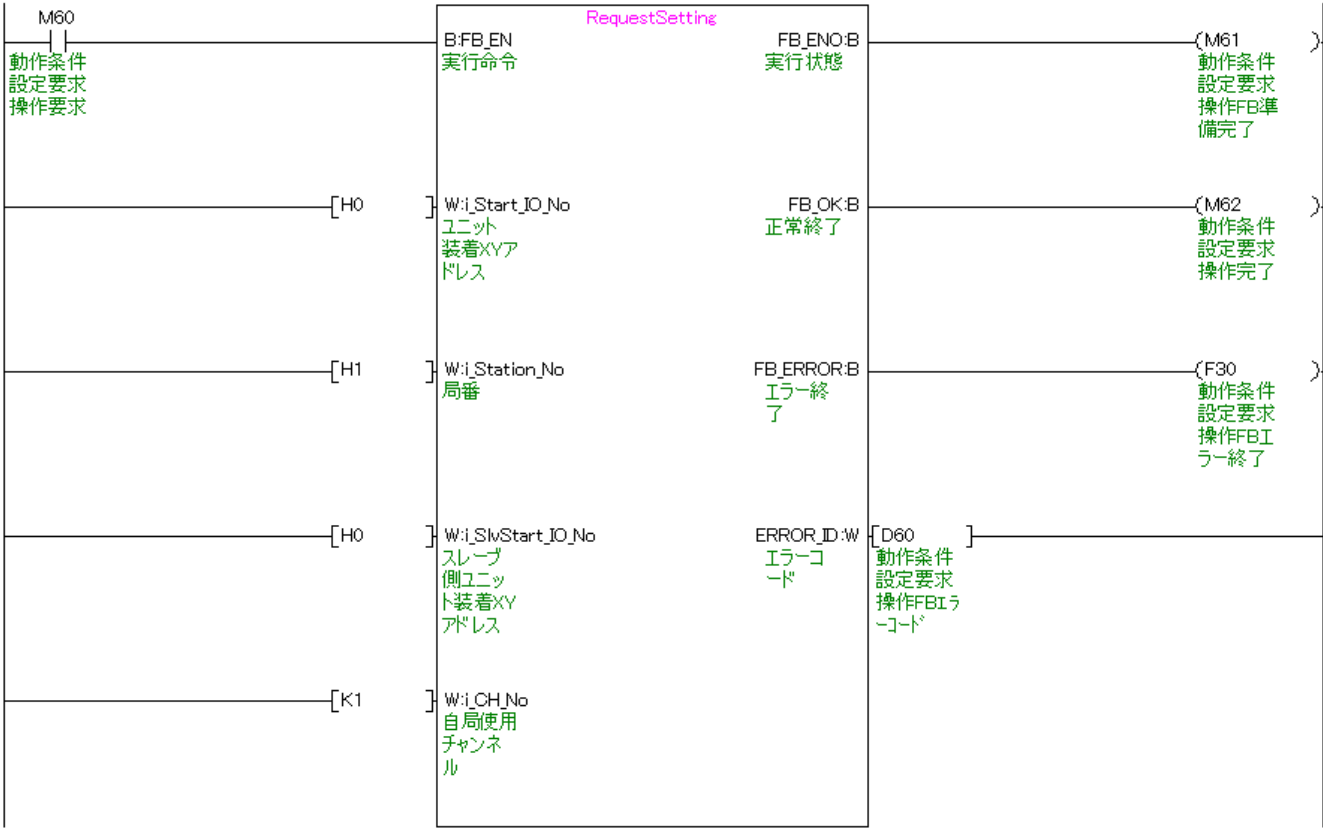 RequestSetting
M60
動作条件
設定要求
操作要求
B:FB_EN
実行命令
FB_ENO:B
実行状態
M61
動作条件
設定要求
操作FB準
備完了
H0
W:i_Start_IO_No
ユニット
装着XYア
ドレス
FB_OK:B
正常終了
M62
動作条件
設定要求
操作完了
H1
W:i_Station_No
局番
FB_ERROR:B
エラー終
了
F30
動作条件
設定要求
操作FBエ
ラー終了
H0
W:i_SlvStart_IO_No
スレーブ
側ユニッ
ト装着XY
アドレス
ERROR_ID:W
エラーコ
ード
D60
動作条件
設定要求
操作FBエラ
ーコード
K1
W:i_CH_No
自局使用
チャンネ
ル